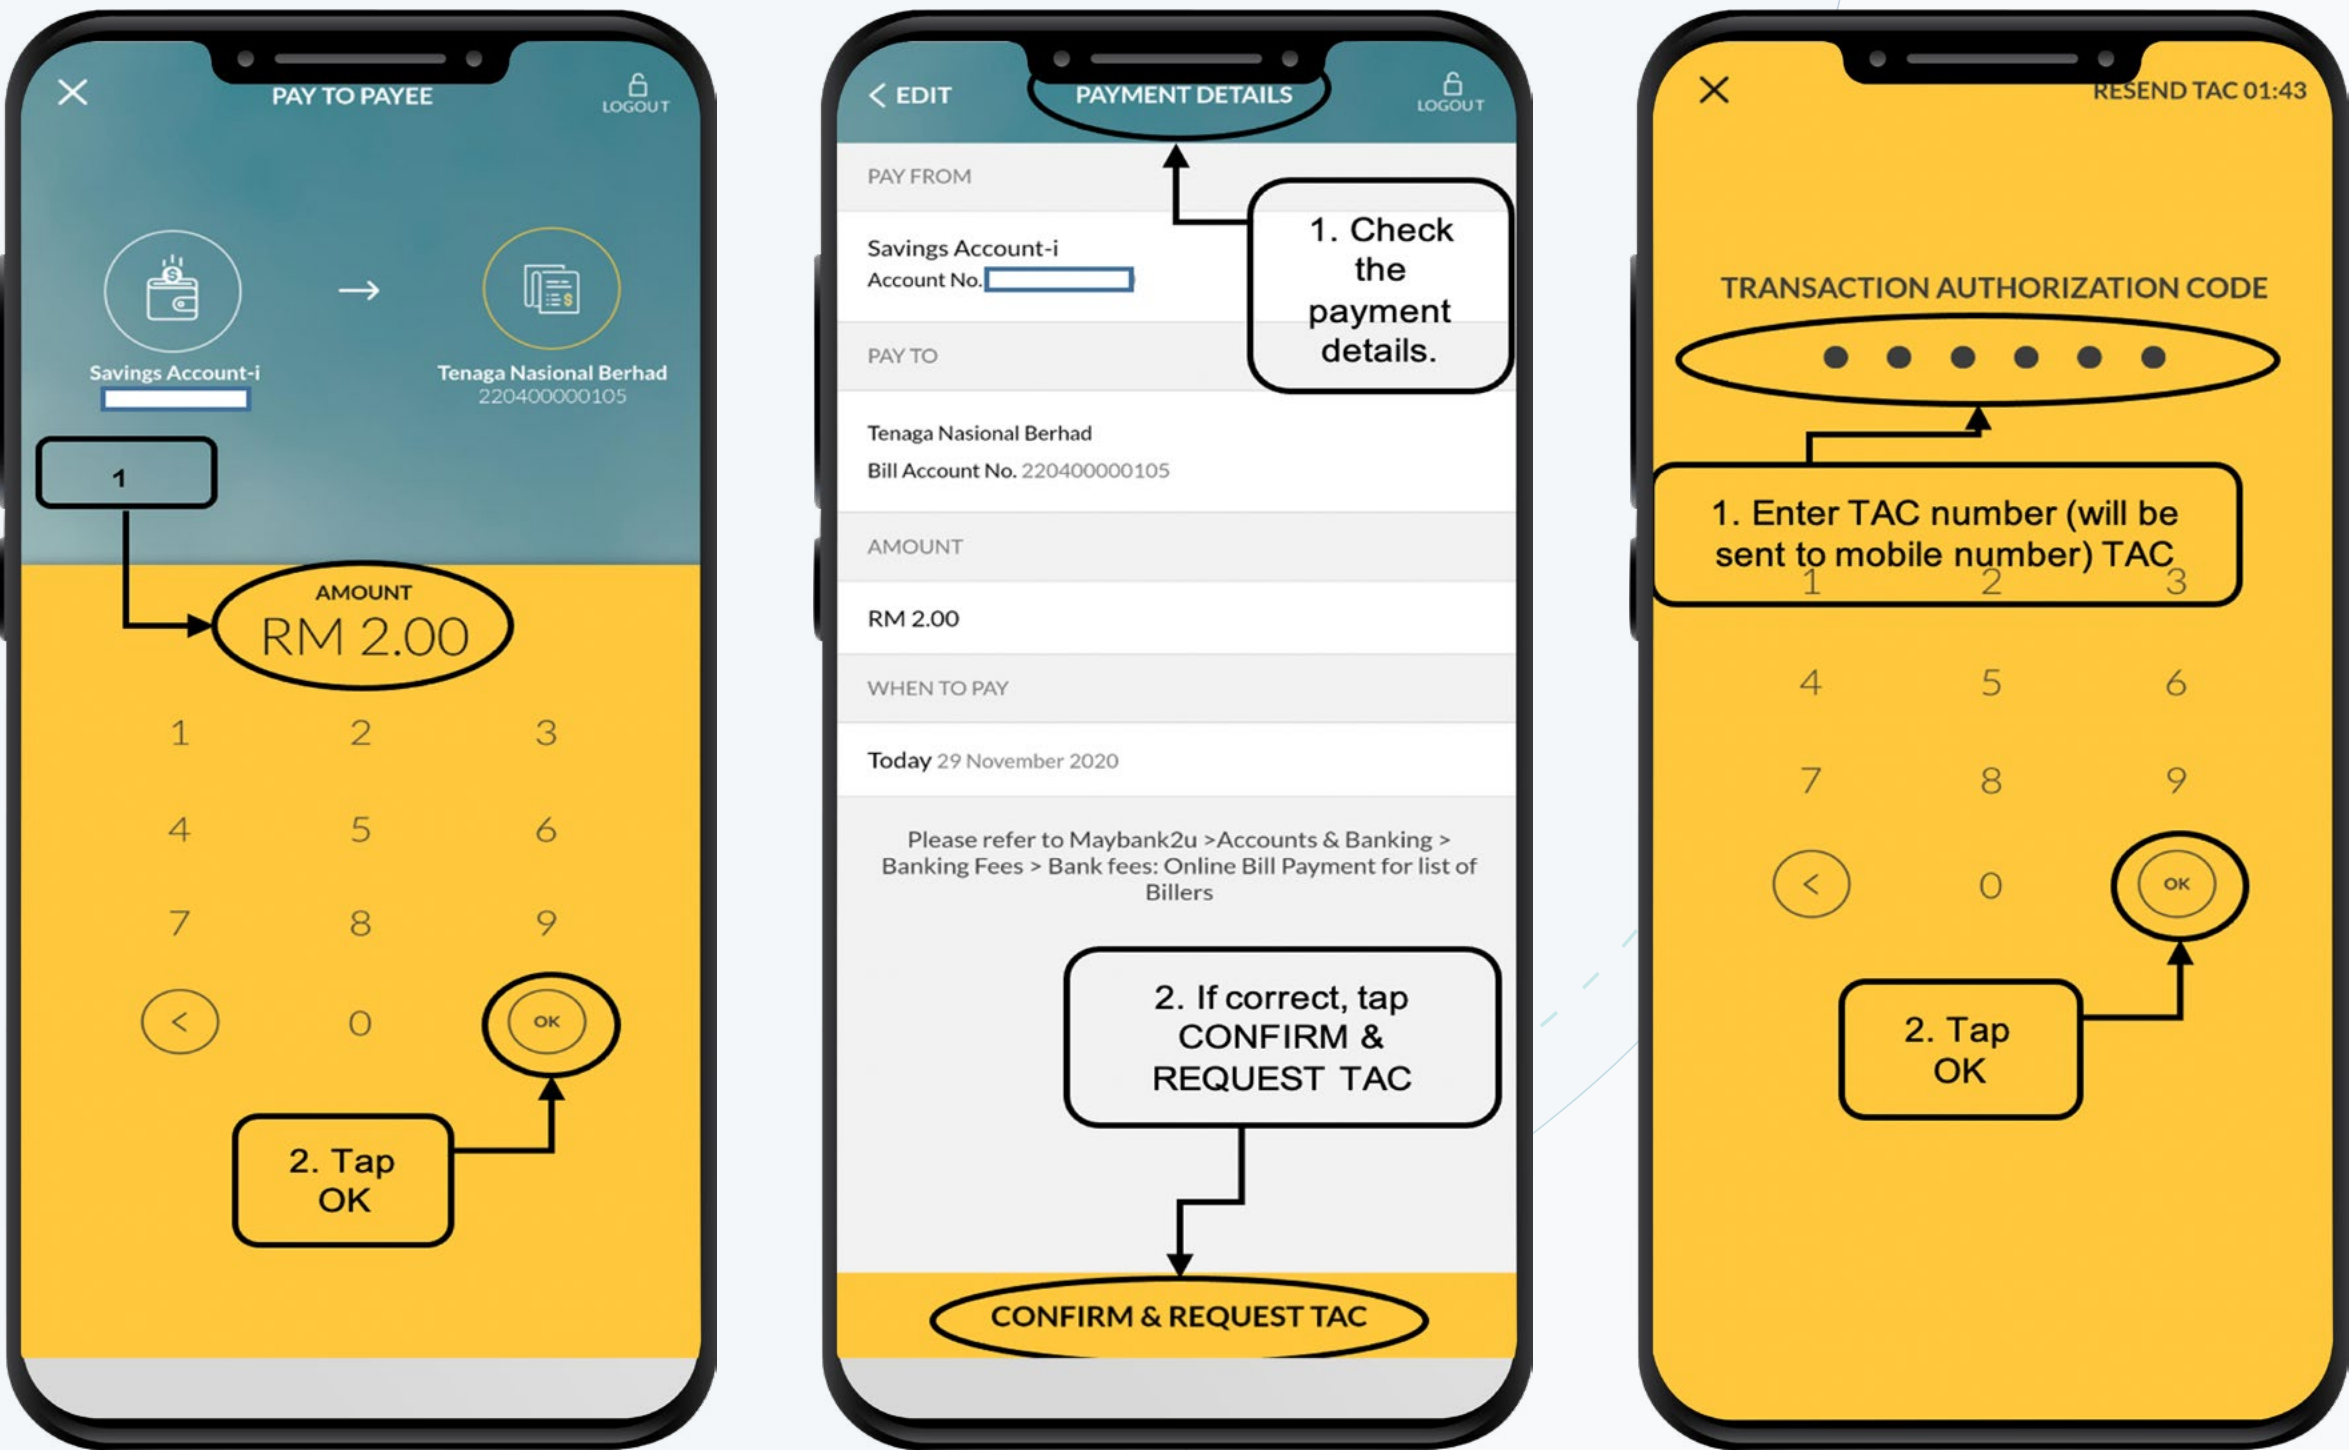 PAY TO PAYEE
LOGOUT
Savings Account-i
Tenaga Nasional Berhad
220400000105
1
AMOUNT
RM 2.00
1 2 3
4 5 6
7 8 9
< 0 OK
2. Tap
OK
< EDIT
PAYMENT DETAILS
LOGOUT
PAY FROM
Savings Account-i
Account No.
1. Check
the
payment
details.
PAY TO
Tenaga Nasional Berhad
Bill Account No. 220400000105
AMOUNT
RM 2.00
WHEN TO PAY
Today 29 November 2020
Please refer to Maybank2u >Accounts & Banking >
Banking Fees > Bank fees: Online Bill Payment for list of
Billers
2. If correct, tap
CONFIRM &
REQUEST TAC
CONFIRM & REQUEST TAC
RESEND TAC 01:43
TRANSACTION AUTHORIZATION CODE
1. Enter TAC number (will be
sent to mobile number) TAC
1 2 3
4 5 6
7 8 9
< 0 OK
2. Tap
OK